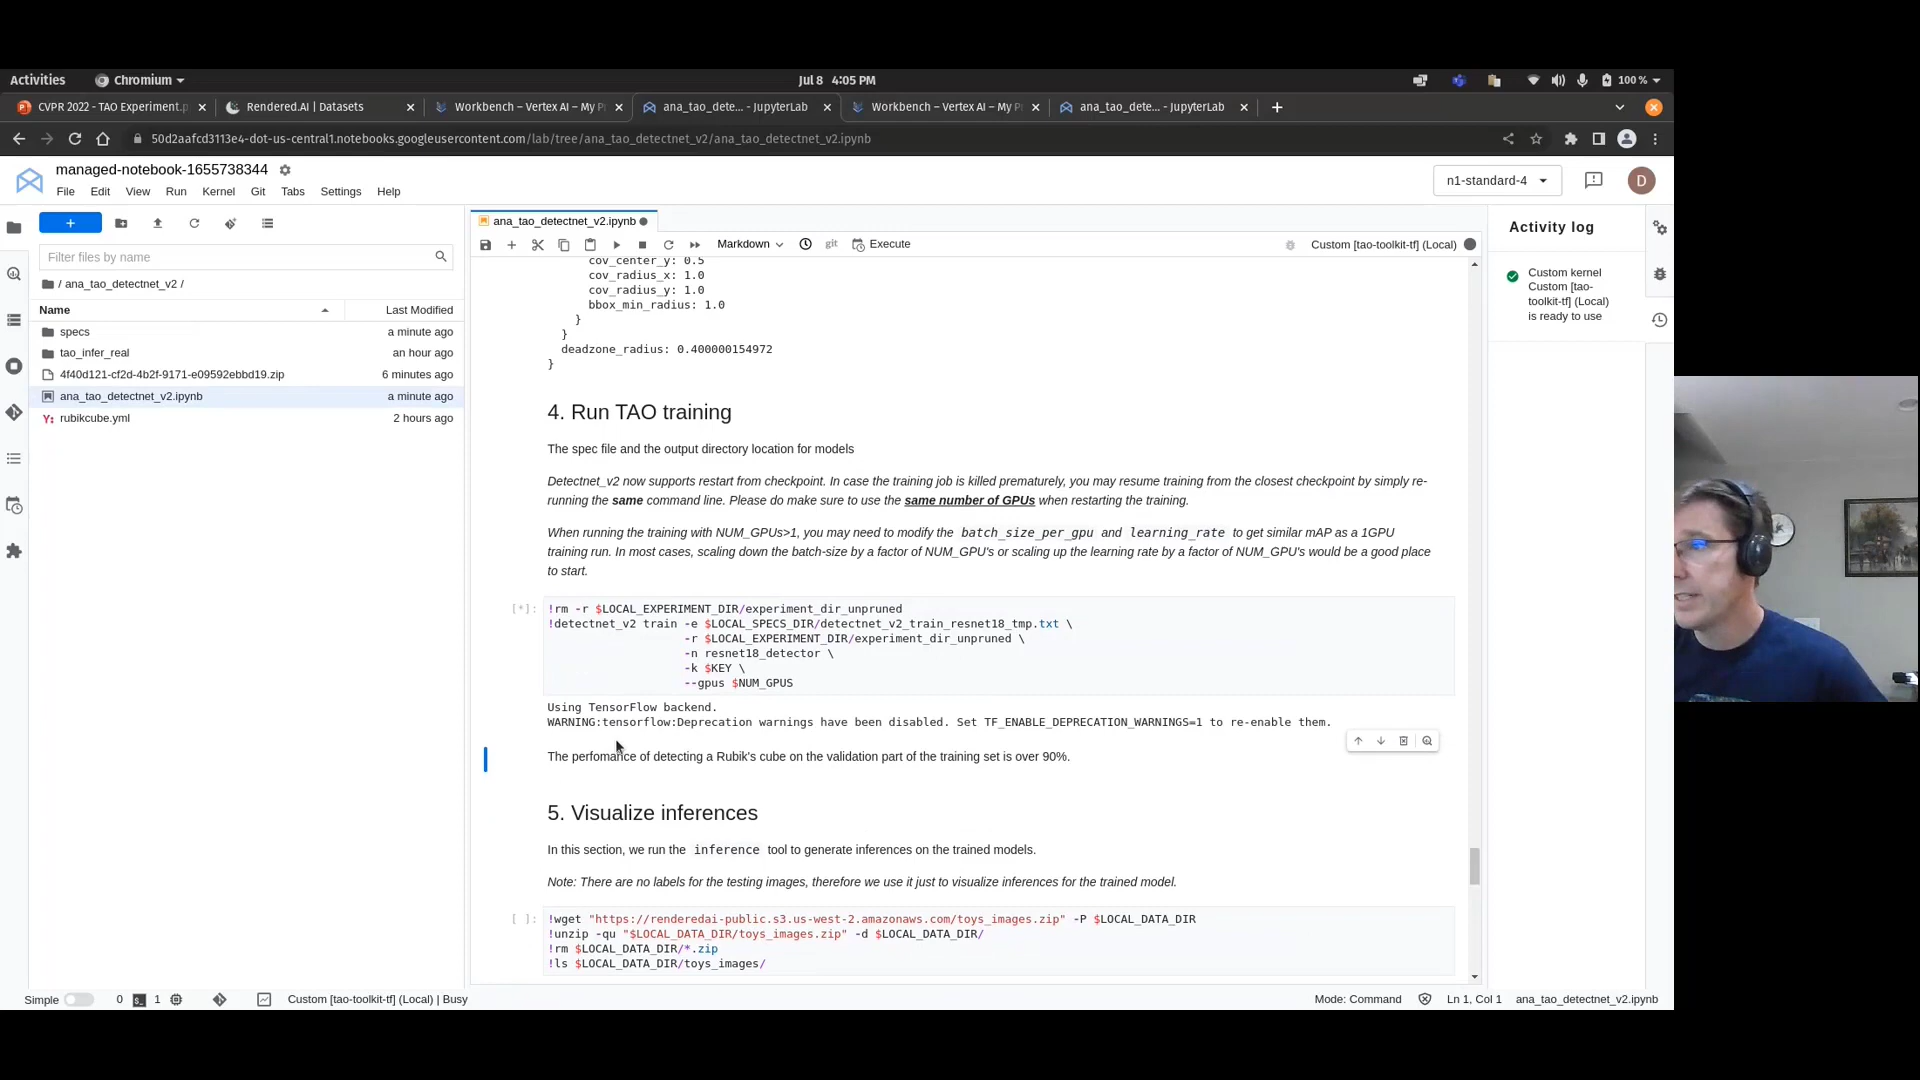 Activities
Chromium
Jul 8 4:05 PM
100 %
CVPR 2022 - TAO Experiment.p
Rendered.AI | Datasets
Workbench – Vertex AI – My P
ana_tao_dete... - JupyterLab
Workbench – Vertex AI – My P
ana_tao_dete... - JupyterLab
50d2aafcd3113e4-dot-us-central1.notebooks.googleusercontent.com/lab/tree/ana_tao_detectnet_v2/ana_tao_detectnet_v2.ipynb
managed-notebook-1655738344
File Edit View Run Kernel Git Tabs Settings Help
n1-standard-4
D
Filter files by name
/ ana_tao_detectnet_v2 /
Name Last Modified
specs a minute ago
tao_infer_real an hour ago
4f40d121-cf2d-4b2f-9171-e09592ebbd19.zip 6 minutes ago
ana_tao_detectnet_v2.ipynb a minute ago
Y: rubikcube.yml 2 hours ago
ana_tao_detectnet_v2.ipynb
Markdown
git
Execute
Custom [tao-toolkit-tf] (Local)
cov_center_y: 0.5
cov_radius_x: 1.0
cov_radius_y: 1.0
bbox_min_radius: 1.0
}
}
deadzone_radius: 0.400000154972
}
4. Run TAO training
The spec file and the output directory location for models
Detectnet_v2 now supports restart from checkpoint. In case the training job is killed prematurely, you may resume training from the closest checkpoint by simply re-
running the same command line. Please do make sure to use the same number of GPUs when restarting the training.
When running the training with NUM_GPUs>1, you may need to modify the batch_size_per_gpu and learning_rate to get similar mAP as a 1GPU
training run. In most cases, scaling down the batch-size by a factor of NUM_GPU's or scaling up the learning rate by a factor of NUM_GPU's would be a good place
to start.
[*]: !rm -r $LOCAL_EXPERIMENT_DIR/experiment_dir_unpruned
!detectnet_v2 train -e $LOCAL_SPECS_DIR/detectnet_v2_train_resnet18_tmp.txt \
-r $LOCAL_EXPERIMENT_DIR/experiment_dir_unpruned \
-n resnet18_detector \
-k $KEY \
--gpus $NUM_GPUS
Using TensorFlow backend.
WARNING:tensorflow:Deprecation warnings have been disabled. Set TF_ENABLE_DEPRECATION_WARNINGS=1 to re-enable them.
The perfomance of detecting a Rubik's cube on the validation part of the training set is over 90%.
5. Visualize inferences
In this section, we run the inference tool to generate inferences on the trained models.
Note: There are no labels for the testing images, therefore we use it just to visualize inferences for the trained model.
[ ]: !wget "https://renderedai-public.s3.us-west-2.amazonaws.com/toys_images.zip" -P $LOCAL_DATA_DIR
!unzip -qu "$LOCAL_DATA_DIR/toys_images.zip" -d $LOCAL_DATA_DIR/
!rm $LOCAL_DATA_DIR/*.zip
!ls $LOCAL_DATA_DIR/toys_images/
Activity log
Custom kernel
Custom [tao-
toolkit-tf] (Local)
is ready to use
Simple 0 1 Custom [tao-toolkit-tf] (Local) | Busy
Mode: Command Ln 1, Col 1 ana_tao_detectnet_v2.ipynb